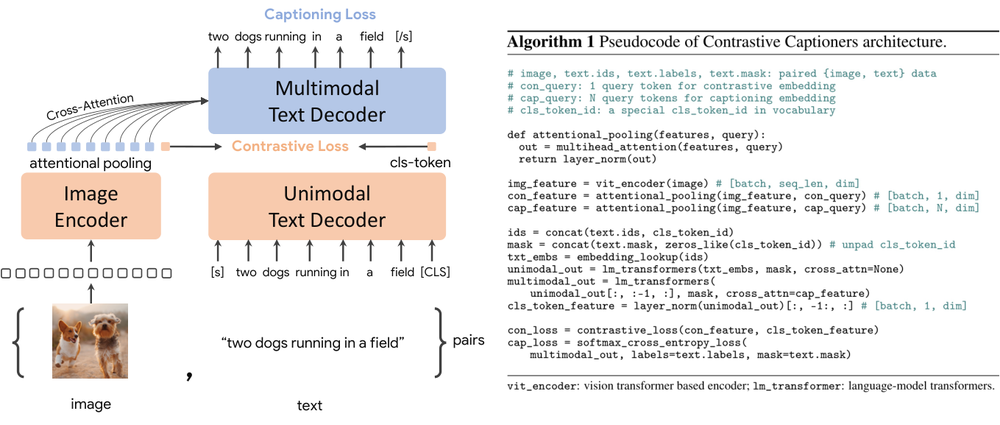 Captioning Loss
two dogs running in a field [/s]
Multimodal
Text Decoder
Cross-Attention
attentional pooling
Contrastive Loss
cls-token
Image
Encoder
Unimodal
Text Decoder
[s] two dogs running in a field [CLS]
"two dogs running in a field"
pairs
,
image
text
Algorithm 1 Pseudocode of Contrastive Captioners architecture.
# image, text.ids, text.labels, text.mask: paired {image, text} data
# con_query: 1 query token for contrastive embedding
# cap_query: N query tokens for captioning embedding
# cls_token_id: a special cls_token_id in vocabulary
def attentional_pooling(features, query):
  out = multihead_attention(features, query)
  return layer_norm(out)
img_feature = vit_encoder(image) # [batch, seq_len, dim]
con_feature = attentional_pooling(img_feature, con_query) # [batch, 1, dim]
cap_feature = attentional_pooling(img_feature, cap_query) # [batch, N, dim]
ids = concat(text.ids, cls_token_id)
mask = concat(text.mask, zeros_like(cls_token_id)) # unpad cls_token_id
txt_embs = embedding_lookup(ids)
unimodal_out = lm_transformers(txt_embs, mask, cross_attn=None)
multimodal_out = lm_transformers(
    unimodal_out[:, :-1, :], mask, cross_attn=cap_feature)
cls_token_feature = layer_norm(unimodal_out)[:, -1:, :] # [batch, 1, dim]
con_loss = contrastive_loss(con_feature, cls_token_feature)
cap_loss = softmax_cross_entropy_loss(
    multimodal_out, labels=text.labels, mask=text.mask)
vit_encoder: vision transformer based encoder; lm_transformer: language-model transformers.